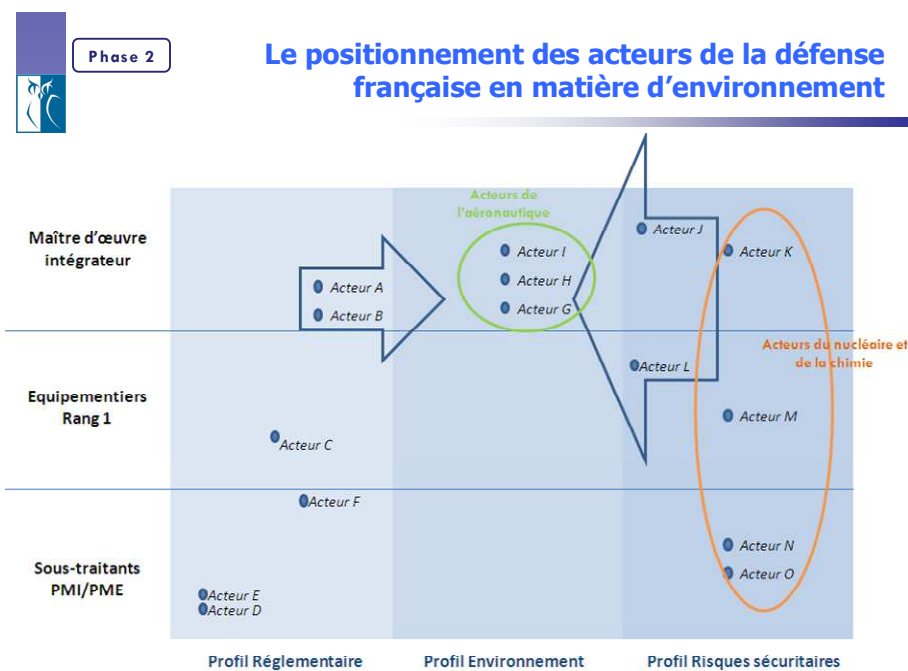 Phase 2
Le positionnement des acteurs de la défense
française en matière d'environnement
Acteurs de
l'aéronautique
Maître d'œuvre
intégrateur
Acteur A
Acteur B
Acteur I
Acteur H
Acteur G
Acteur J
Acteur K
Acteurs du nucléaire et
de la chimie
Equipementiers
Rang 1
Acteur C
Acteur L
Acteur M
Sous-traitants
PMI/PME
Acteur F
Acteur E
Acteur D
Acteur N
Acteur O
Profil Réglementaire
Profil Environnement
Profil Risques sécuritaires